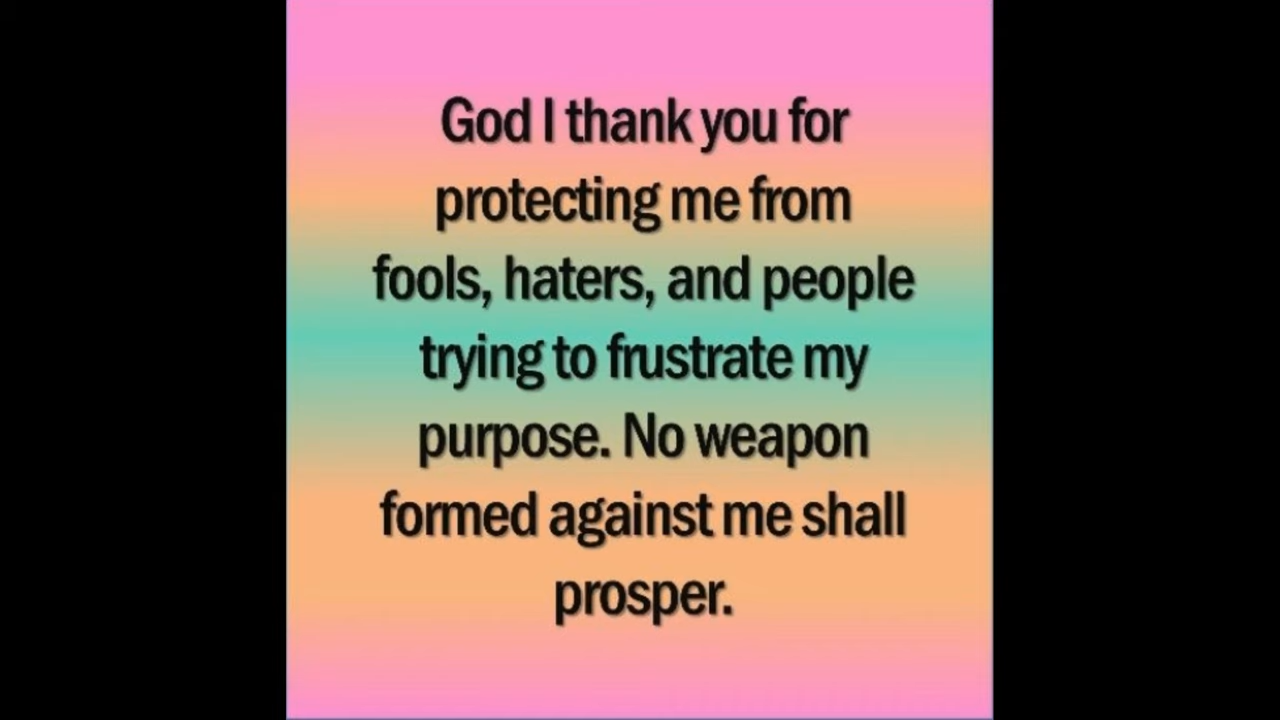 God I thank you for
protecting me from
fools, haters, and people
trying to frustrate my
purpose. No weapon
formed against me shall
prosper.